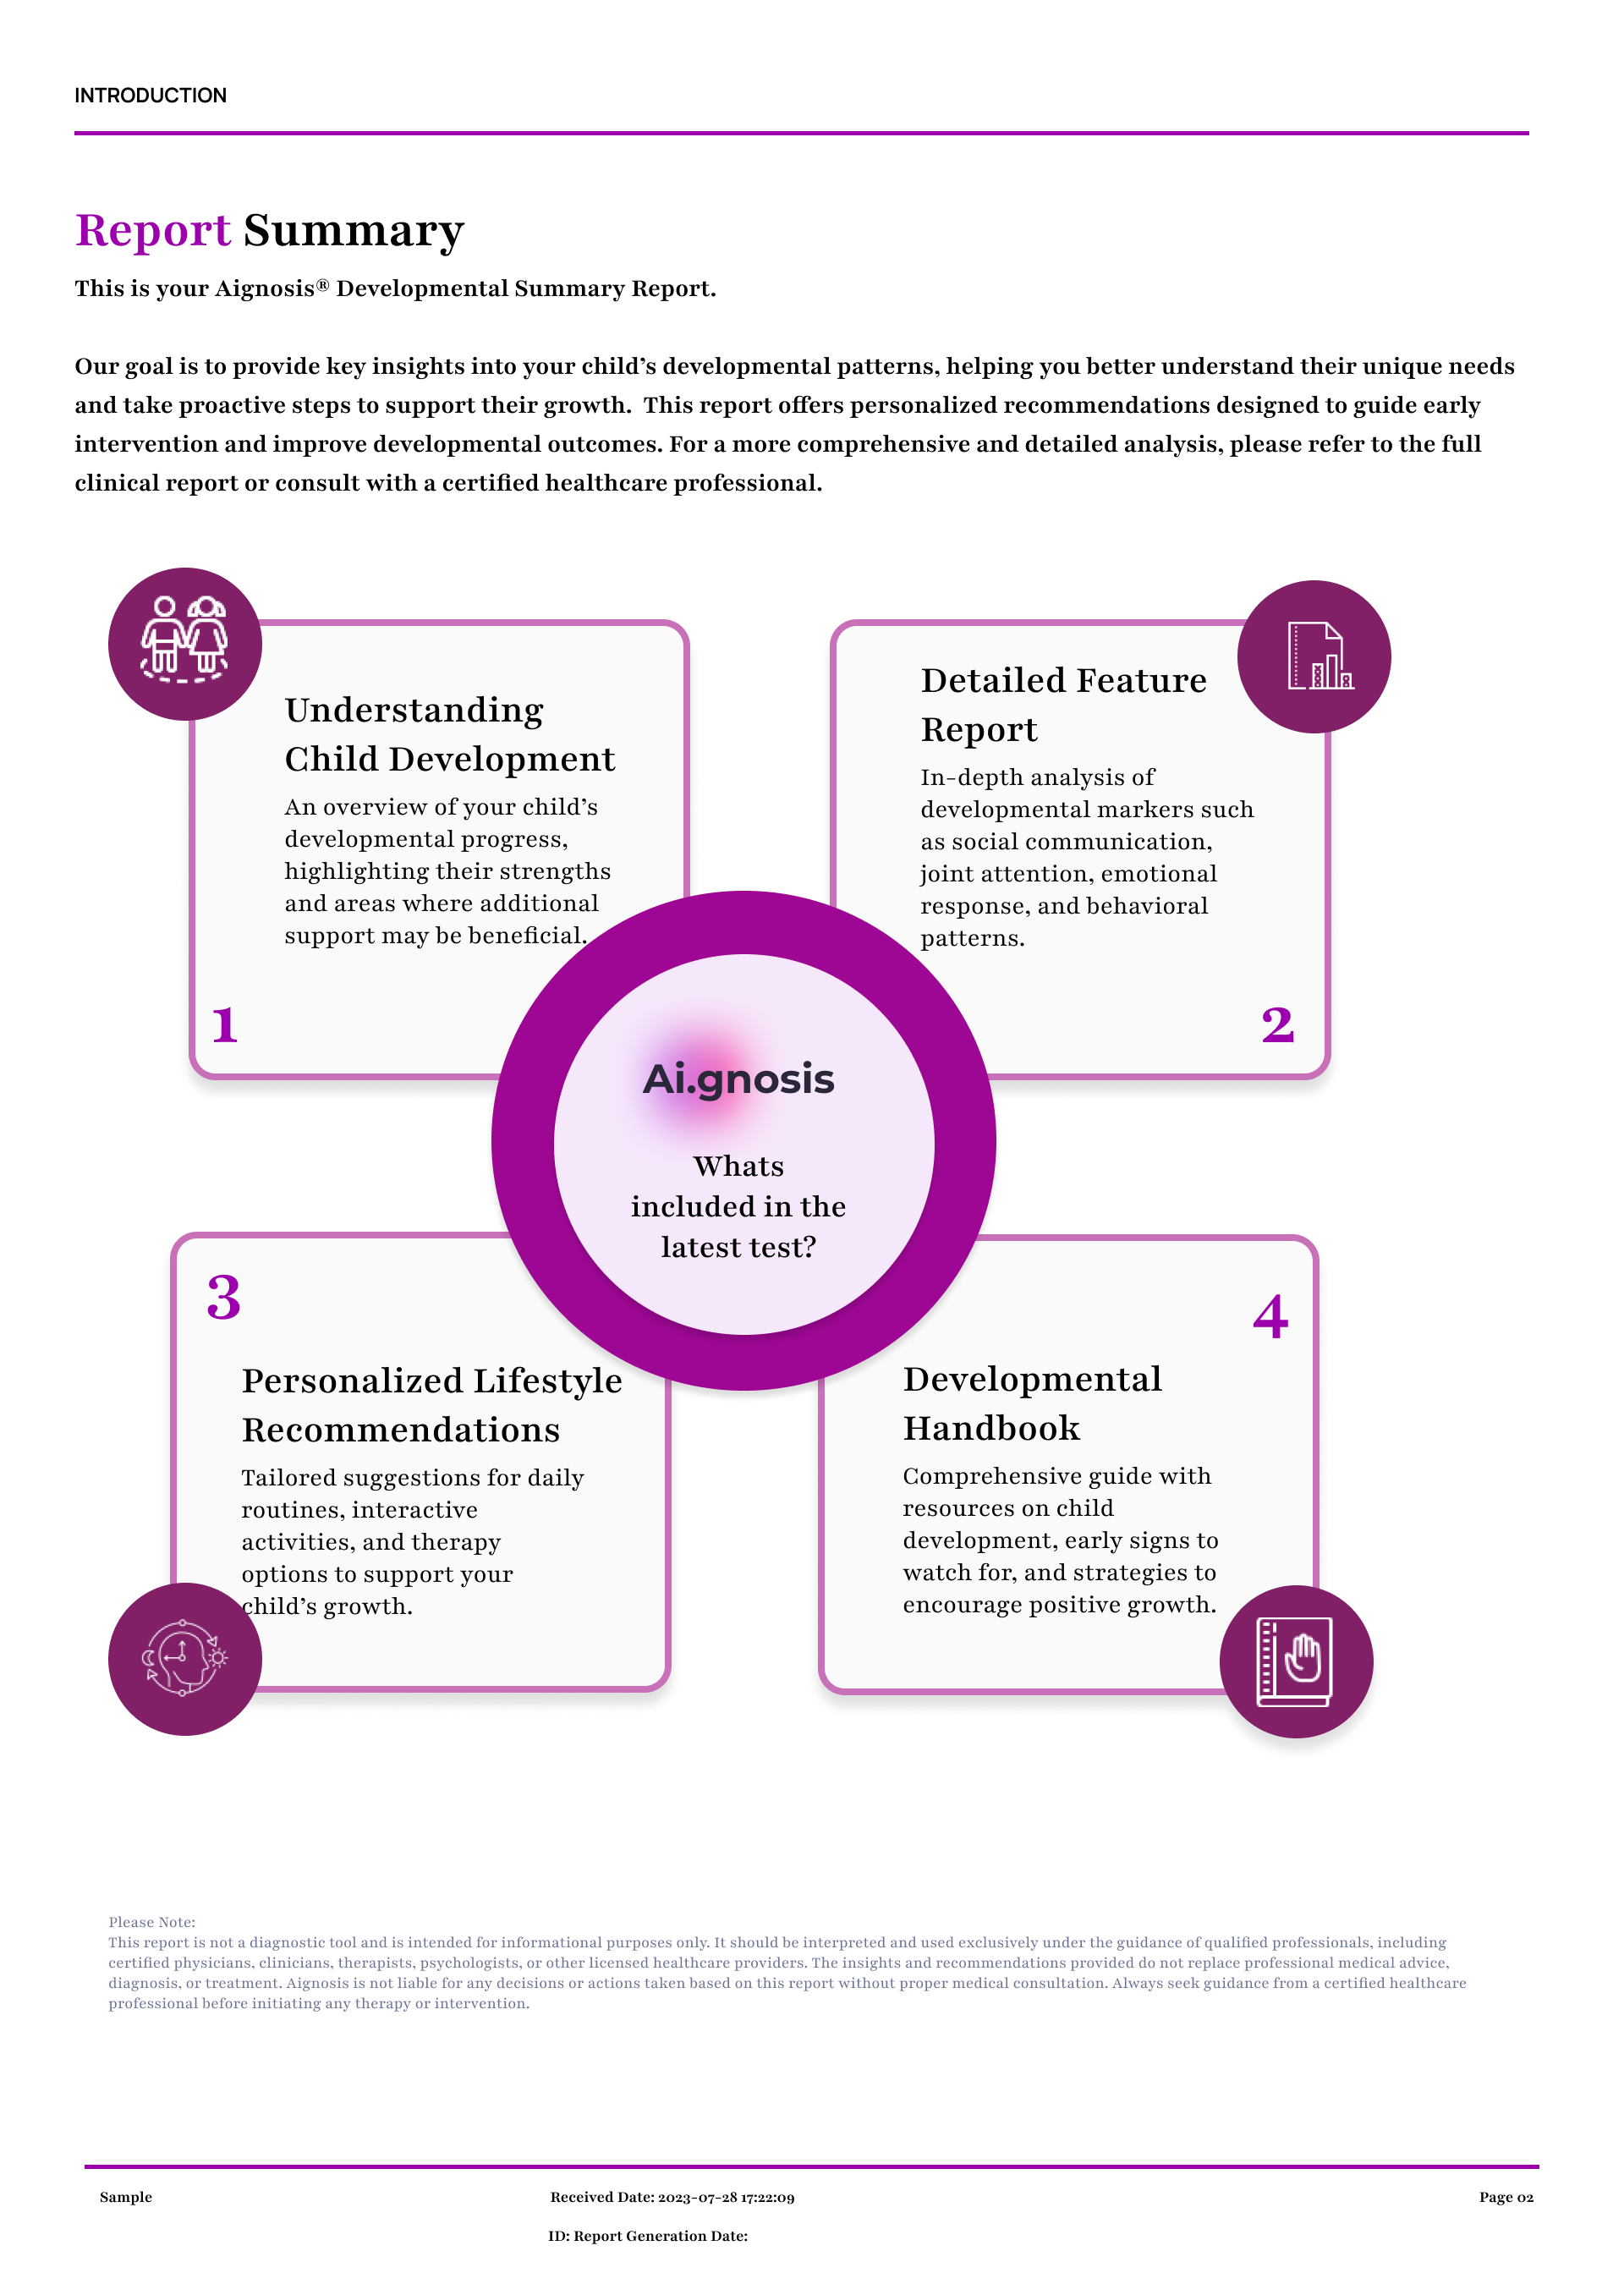 INTRODUCTION
Report Summary
This is your Aignosis® Developmental Summary Report.
Our goal is to provide key insights into your child’s developmental patterns, helping you better understand their unique needs
and take proactive steps to support their growth.  This report offers personalized recommendations designed to guide early
intervention and improve developmental outcomes. For a more comprehensive and detailed analysis, please refer to the full
clinical report or consult with a certified healthcare professional.
Understanding
Child Development
An overview of your child’s
developmental progress,
highlighting their strengths
and areas where additional
support may be beneficial.
1
Detailed Feature
Report
In-depth analysis of
developmental markers such
as social communication,
joint attention, emotional
response, and behavioral
patterns.
2
Ai.gnosis
Whats
included in the
latest test?
3
Personalized Lifestyle
Recommendations
Tailored suggestions for daily
routines, interactive
activities, and therapy
options to support your
child’s growth.
4
Developmental
Handbook
Comprehensive guide with
resources on child
development, early signs to
watch for, and strategies to
encourage positive growth.
Please Note:
This report is not a diagnostic tool and is intended for informational purposes only. It should be interpreted and used exclusively under the guidance of qualified professionals, including
certified physicians, clinicians, therapists, psychologists, or other licensed healthcare providers. The insights and recommendations provided do not replace professional medical advice,
diagnosis, or treatment. Aignosis is not liable for any decisions or actions taken based on this report without proper medical consultation. Always seek guidance from a certified healthcare
professional before initiating any therapy or intervention.
Sample
Received Date: 2023-07-28 17:22:09
Page 02
ID: Report Generation Date: